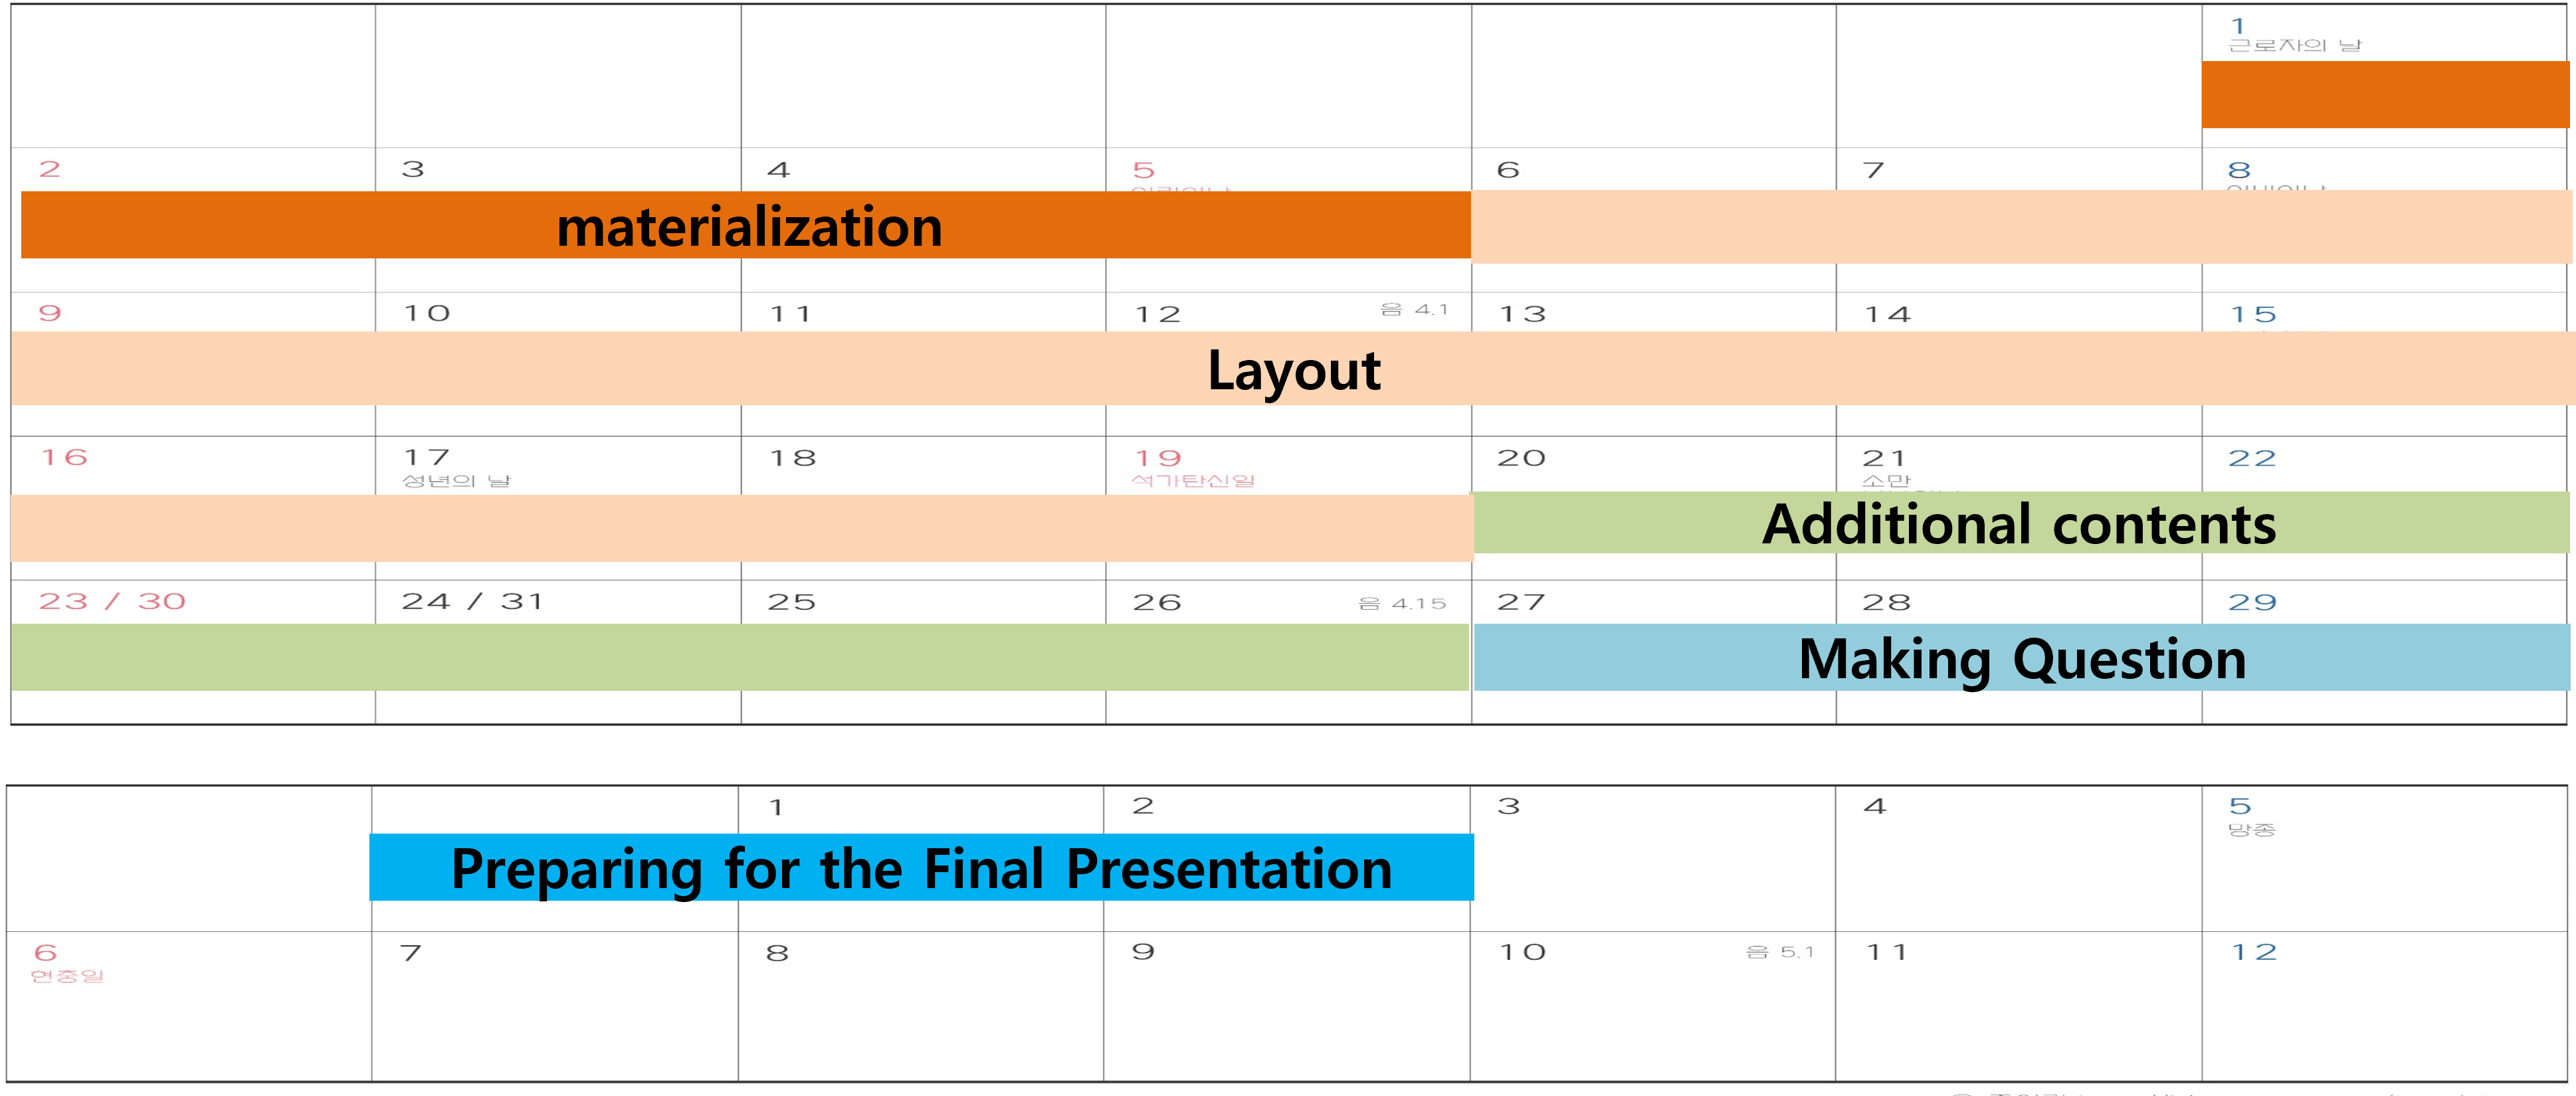 1
근로자의 날
2 3 4 5 6 7 8
materialization
9 10 11 12 음 4.1 13 14 15
Layout
16 17 18 19 20 21 22
성년의 날 석가탄신일 소만
Additional contents
23 / 30 24 / 31 25 26 음 4.15 27 28 29
Making Question
1 2 3 4 5
망종
Preparing for the Final Presentation
6 7 8 9 10 음 5.1 11 12
현충일